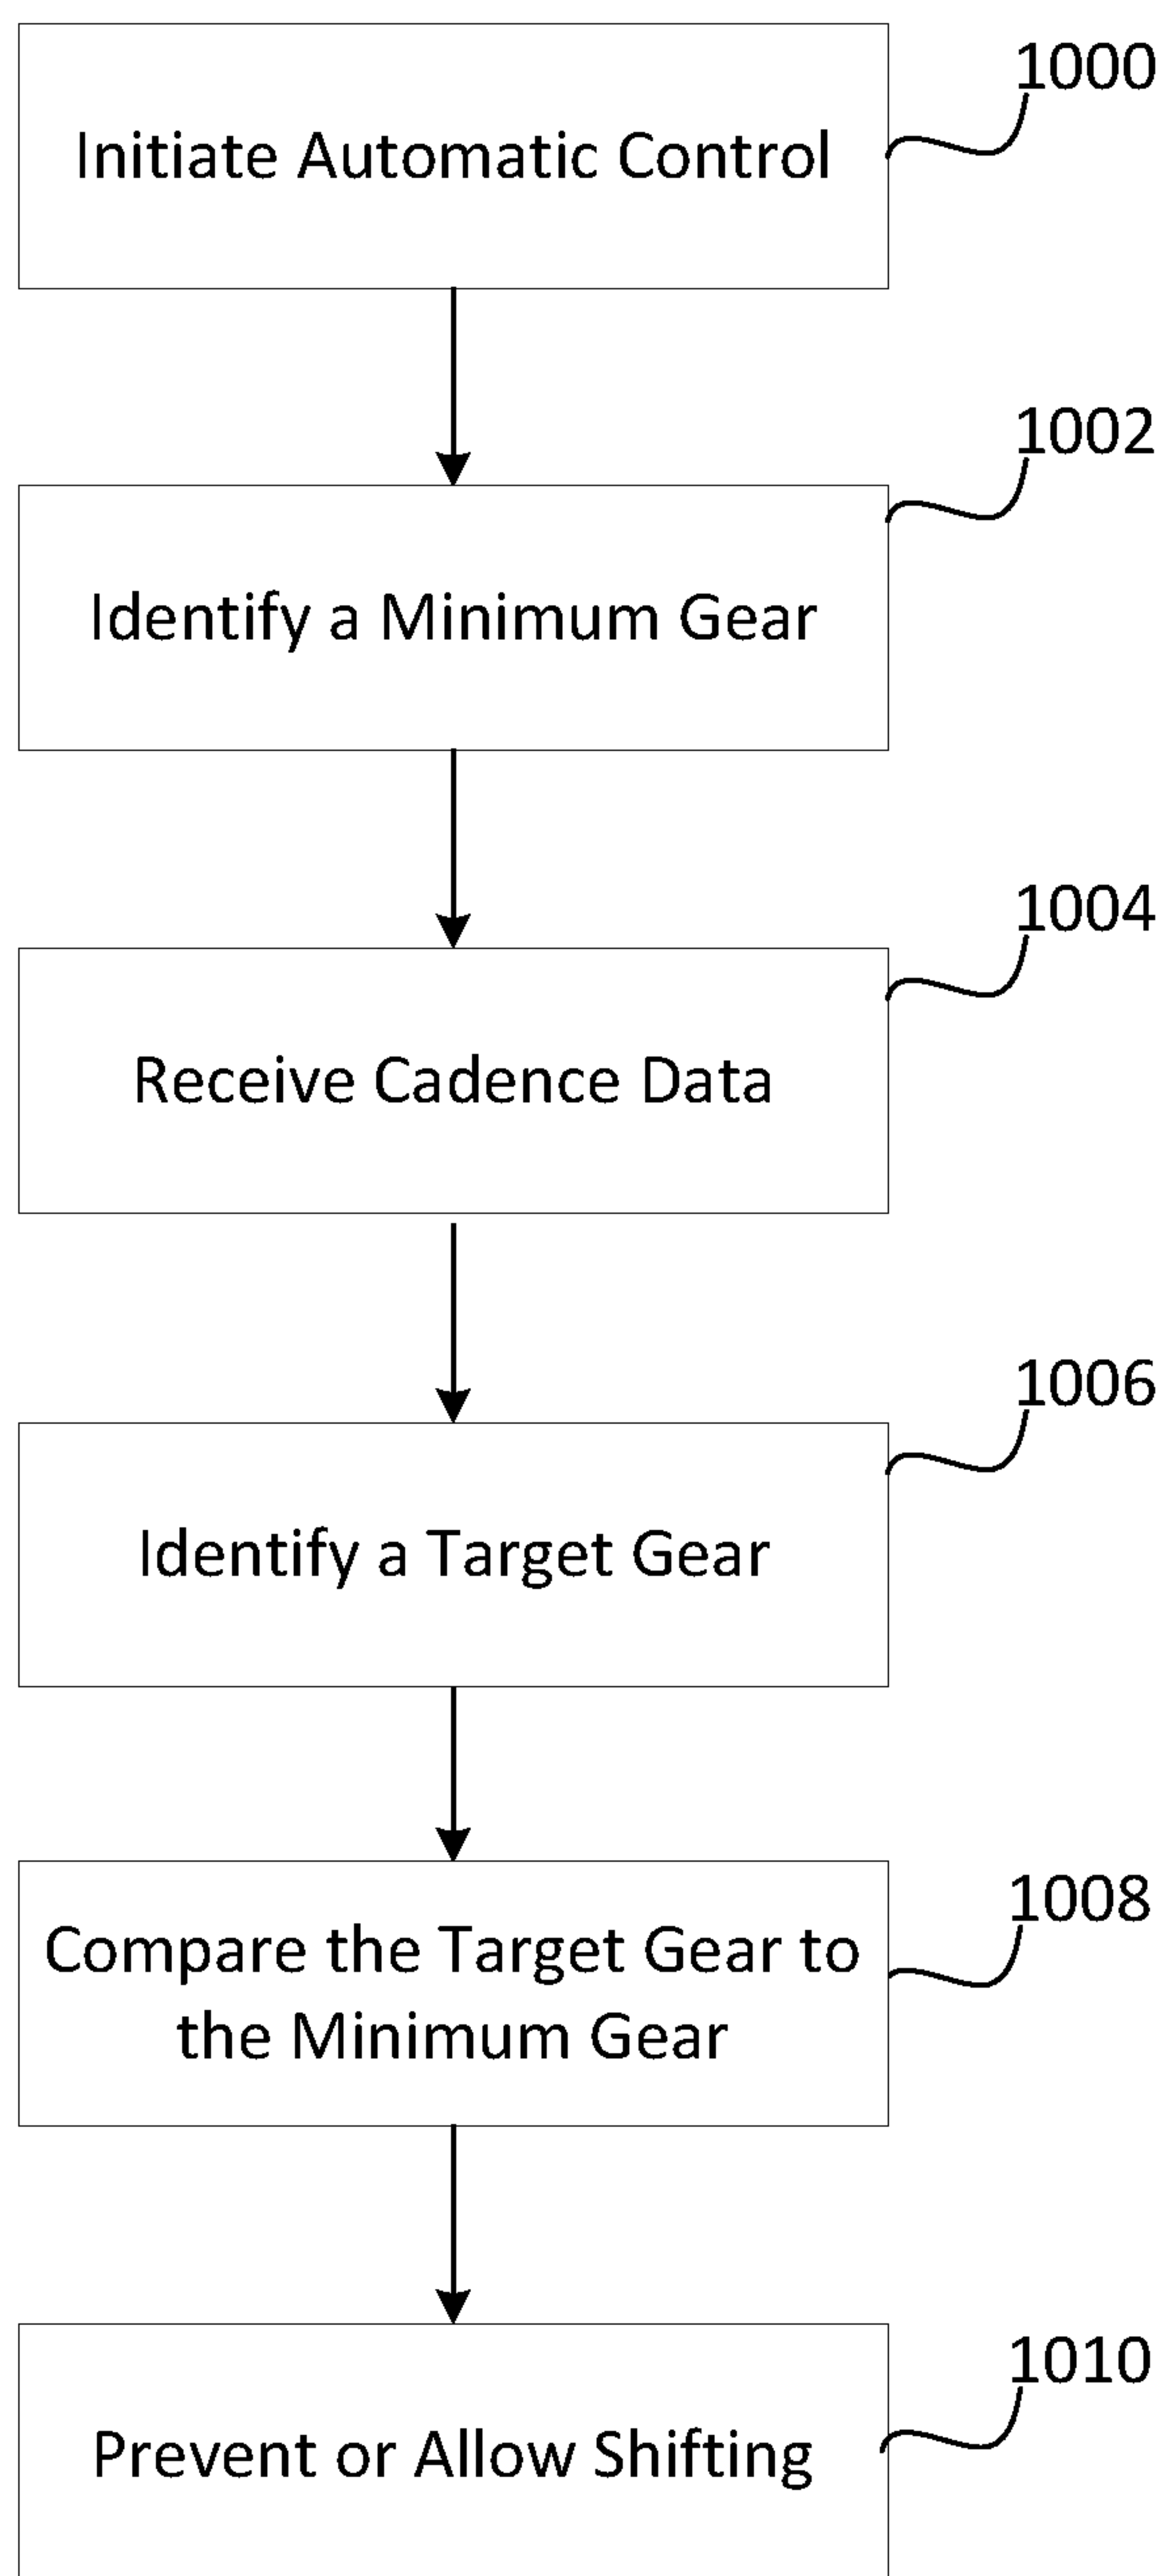 1000
Initiate Automatic Control
1002
Identify a Minimum Gear
1004
Receive Cadence Data
1006
Identify a Target Gear
1008
Compare the Target Gear to
the Minimum Gear
1010
Prevent or Allow Shifting